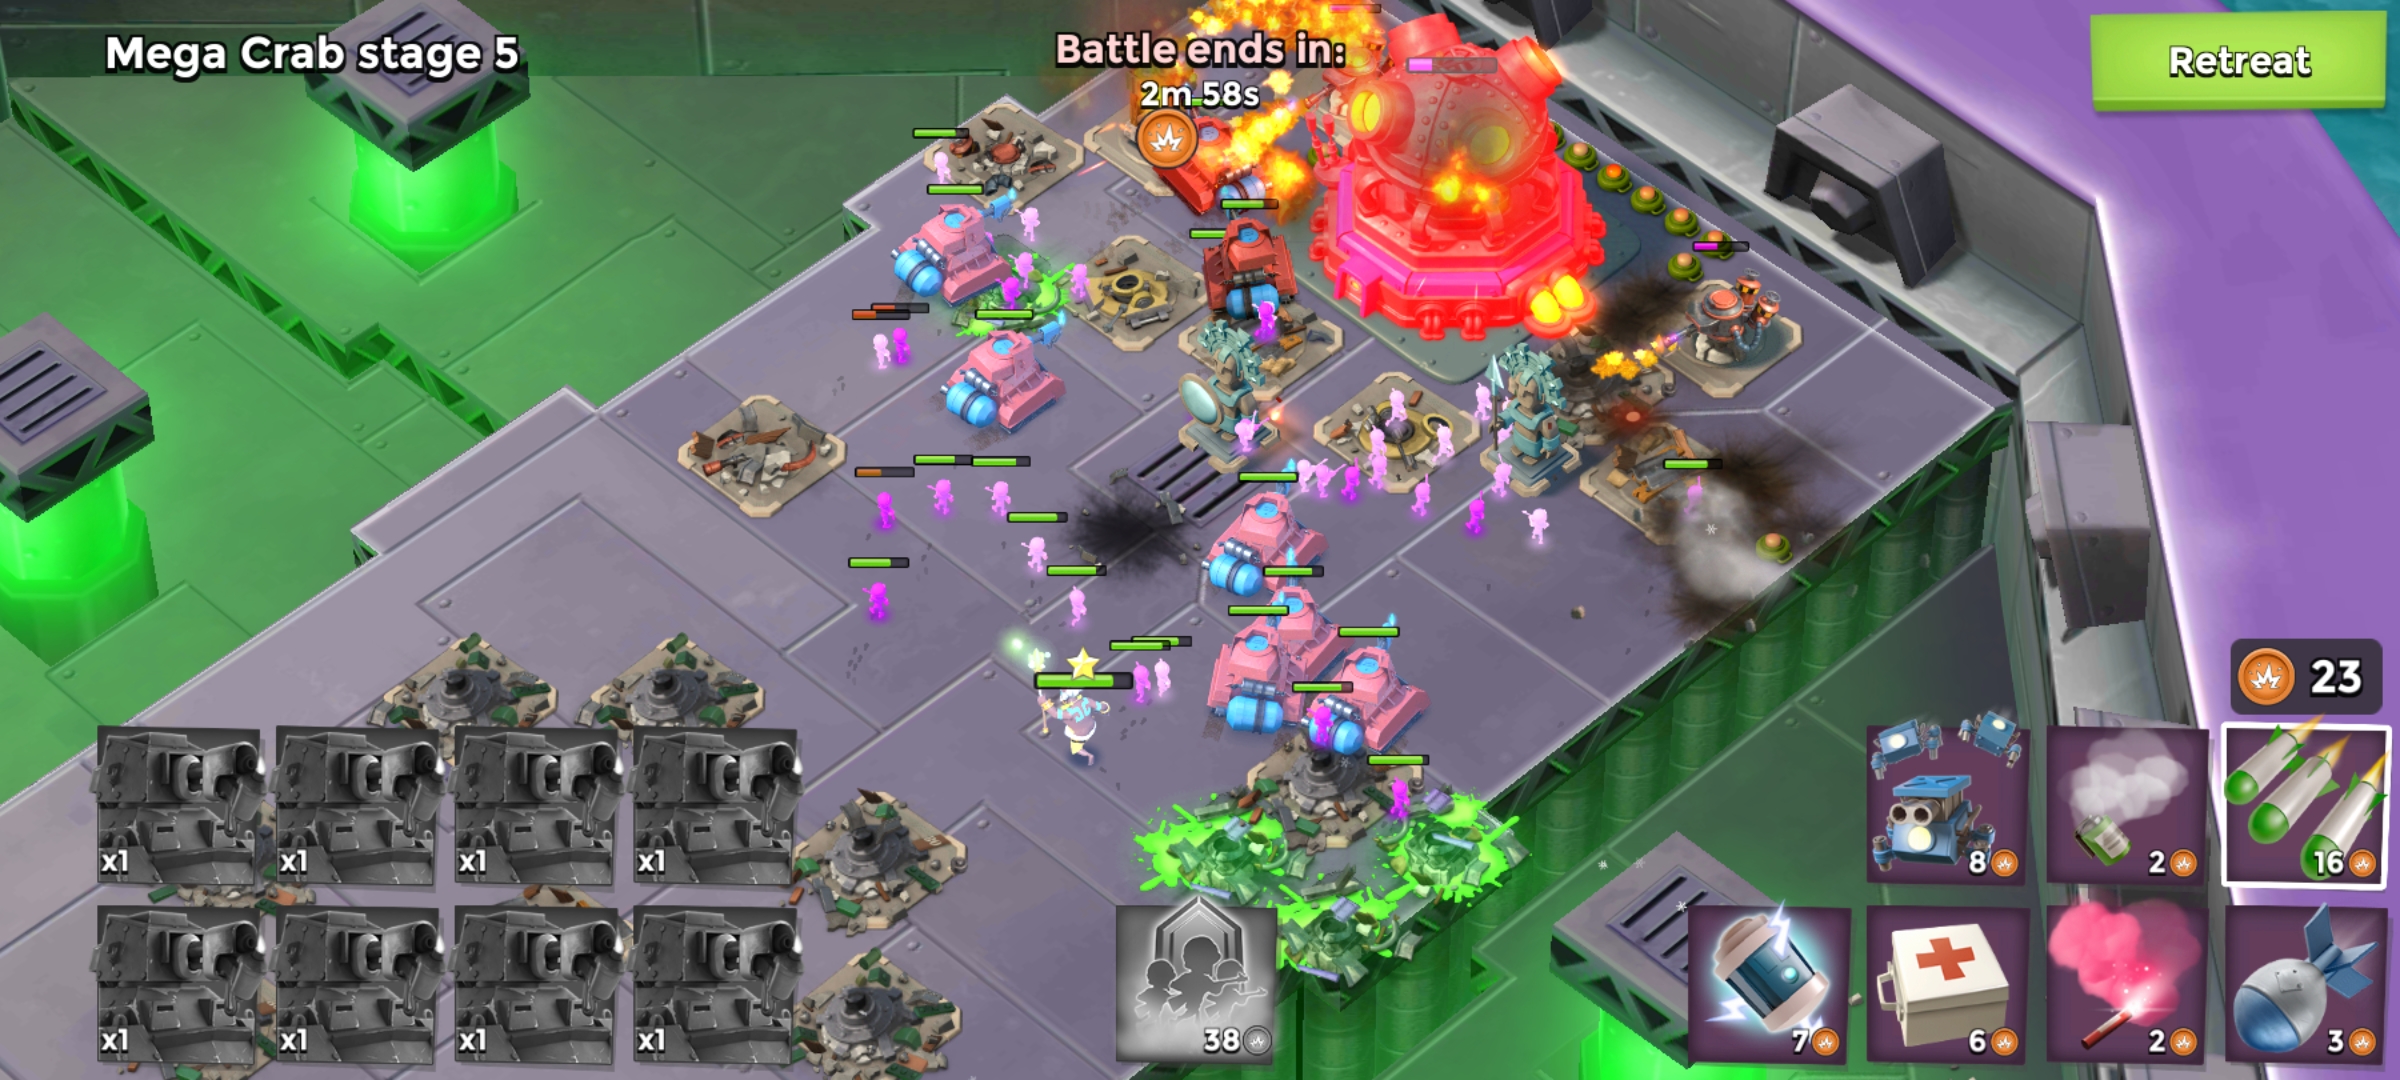 Mega Crab stage 5
Battle ends in:
2m 58s
Retreat
23
8
2
16
x1
x1
x1
x1
x1
x1
x1
x1
38
7
6
2
3